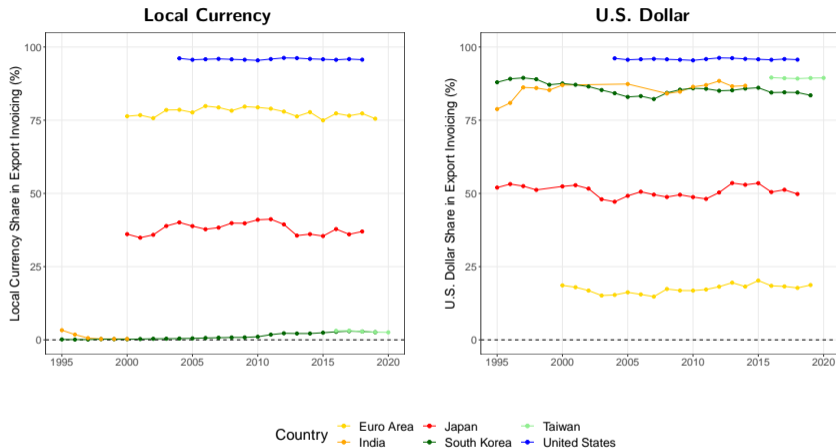 Local Currency
U.S. Dollar
Local Currency Share in Export Invoicing (%)
100
75
50
25
0
1995 2000 2005 2010 2015 2020
U.S. Dollar Share in Export Invoicing (%)
100
75
50
25
0
1995 2000 2005 2010 2015 2020
Country
Euro Area Japan Taiwan
India South Korea United States